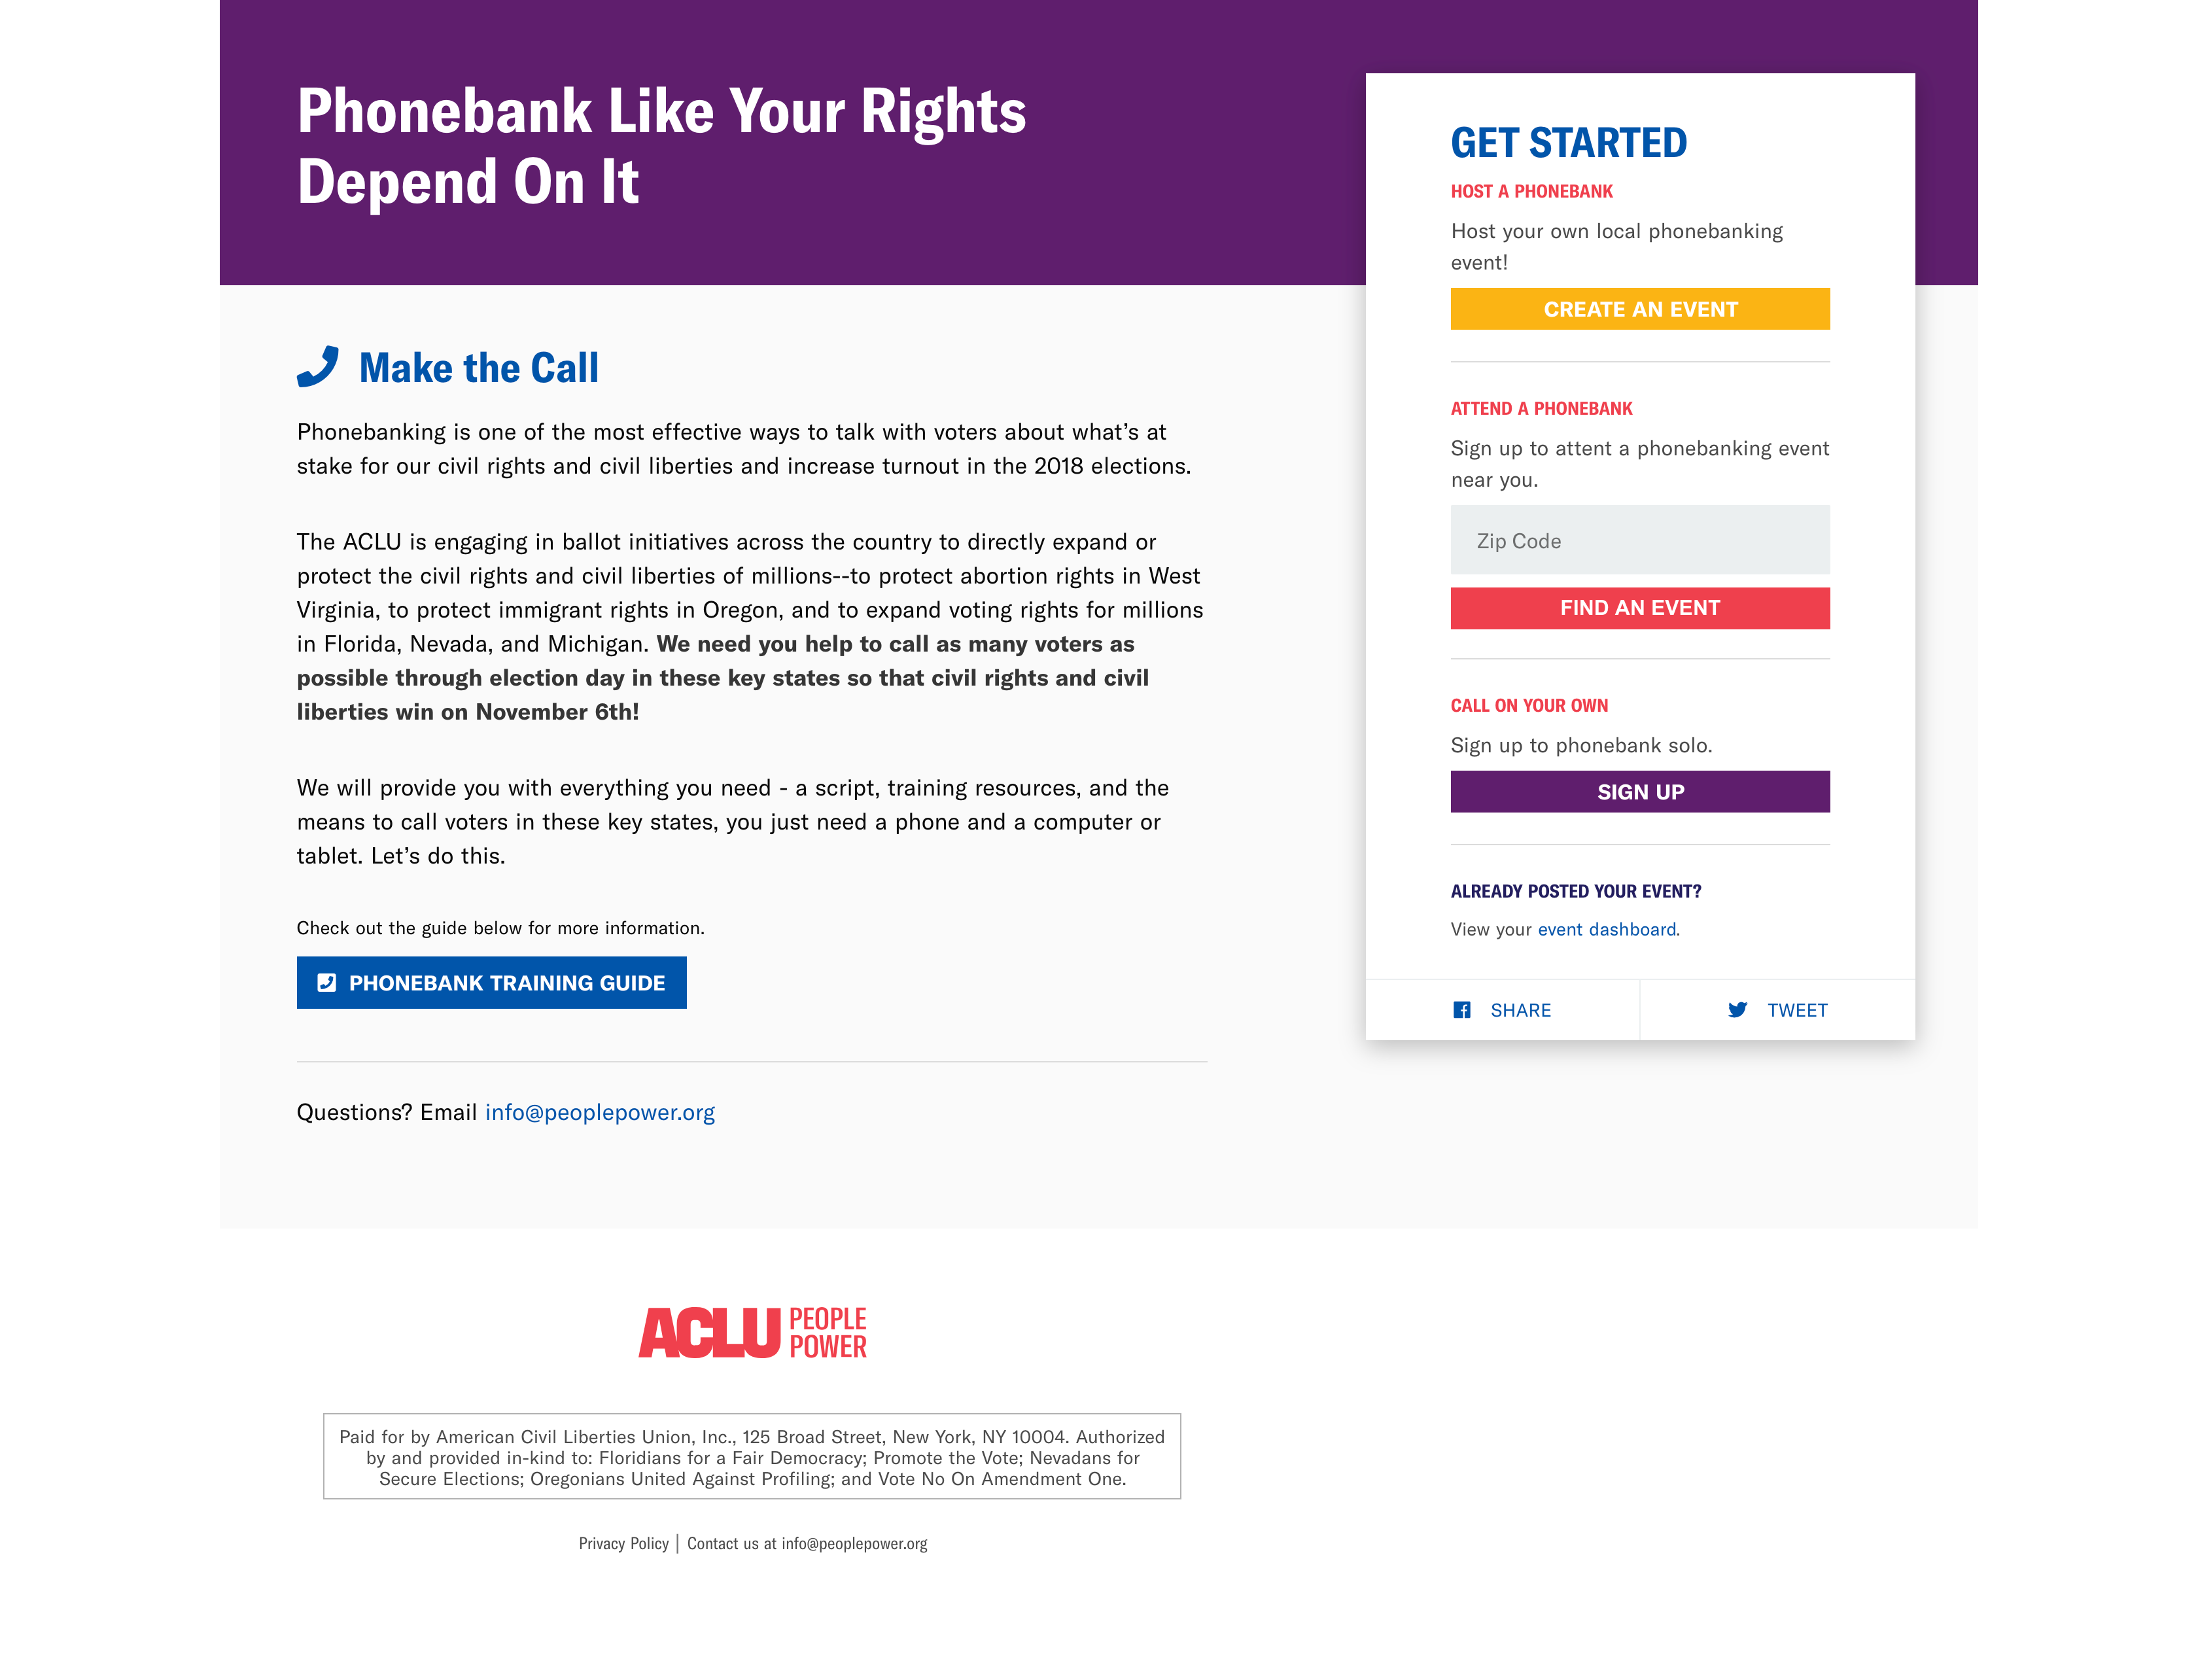 Phonebank Like Your Rights
Depend On It
Make the Call
Phonebanking is one of the most effective ways to talk with voters about what's at
stake for our civil rights and civil liberties and increase turnout in the 2018 elections.
The ACLU is engaging in ballot initiatives across the country to directly expand or
protect the civil rights and civil liberties of millions--to protect abortion rights in West
Virginia, to protect immigrant rights in Oregon, and to expand voting rights for millions
in Florida, Nevada, and Michigan. We need you help to call as many voters as
possible through election day in these key states so that civil rights and civil
liberties win on November 6th!
We will provide you with everything you need - a script, training resources, and the
means to call voters in these key states, you just need a phone and a computer or
tablet. Let's do this.
Check out the guide below for more information.
PHONEBANK TRAINING GUIDE
Questions? Email info@peoplepower.org
GET STARTED
HOST A PHONEBANK
Host your own local phonebanking
event!
CREATE AN EVENT
ATTEND A PHONEBANK
Sign up to attent a phonebanking event
near you.
Zip Code
FIND AN EVENT
CALL ON YOUR OWN
Sign up to phonebank solo.
SIGN UP
ALREADY POSTED YOUR EVENT?
View your event dashboard.
SHARE
TWEET
ACLU PEOPLE
POWER
Paid for by American Civil Liberties Union, Inc., 125 Broad Street, New York, NY 10004. Authorized
by and provided in-kind to: Floridians for a Fair Democracy; Promote the Vote; Nevadans for
Secure Elections; Oregonians United Against Profiling; and Vote No On Amendment One.
Privacy Policy | Contact us at info@peoplepower.org